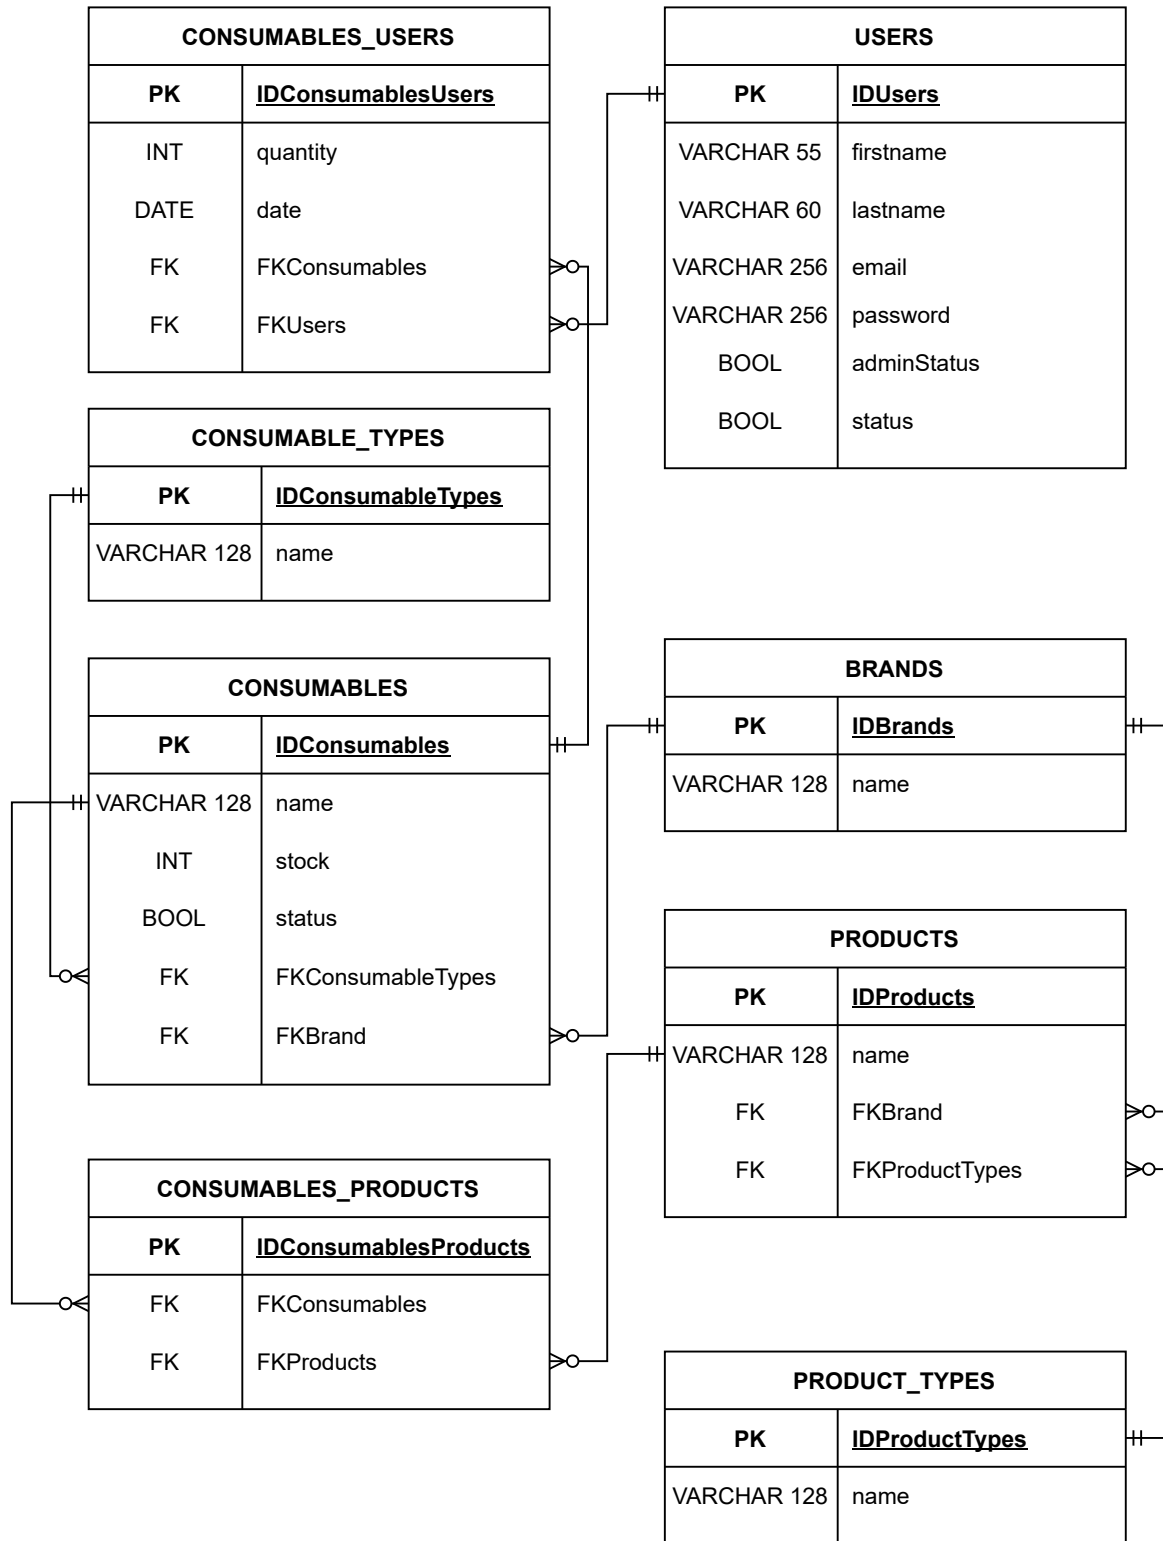 CONSUMABLES_USERS
PK IDConsumablesUsers
INT quantity
DATE date
FK FKConsumables
FK FKUsers
USERS
PK IDUsers
VARCHAR 55 firstname
VARCHAR 60 lastname
VARCHAR 256 email
VARCHAR 256 password
BOOL adminStatus
BOOL status
CONSUMABLE_TYPES
PK IDConsumableTypes
VARCHAR 128 name
CONSUMABLES
PK IDConsumables
VARCHAR 128 name
INT stock
BOOL status
FK FKConsumableTypes
FK FKBrand
BRANDS
PK IDBrands
VARCHAR 128 name
PRODUCTS
PK IDProducts
VARCHAR 128 name
FK FKBrand
FK FKProductTypes
CONSUMABLES_PRODUCTS
PK IDConsumablesProducts
FK FKConsumables
FK FKProducts
PRODUCT_TYPES
PK IDProductTypes
VARCHAR 128 name